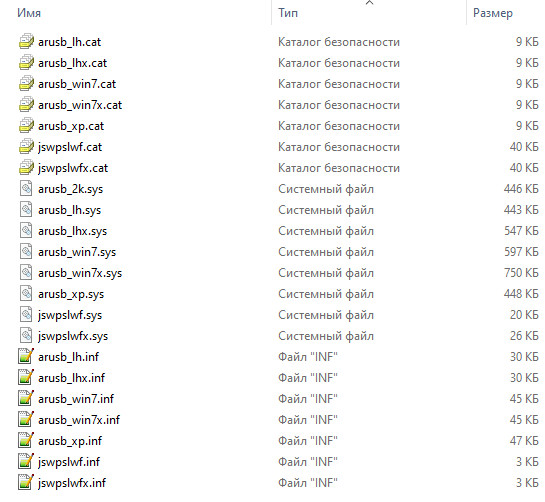 Имя Тип Размер
arusb_lh.cat Каталог безопасности 9 КБ
arusb_lhx.cat Каталог безопасности 9 КБ
arusb_win7.cat Каталог безопасности 9 КБ
arusb_win7x.cat Каталог безопасности 9 КБ
arusb_xp.cat Каталог безопасности 9 КБ
jswpslwf.cat Каталог безопасности 40 КБ
jswpslwfx.cat Каталог безопасности 40 КБ
arusb_2k.sys Системный файл 446 КБ
arusb_lh.sys Системный файл 443 КБ
arusb_lhx.sys Системный файл 547 КБ
arusb_win7.sys Системный файл 597 КБ
arusb_win7x.sys Системный файл 750 КБ
arusb_xp.sys Системный файл 448 КБ
jswpslwf.sys Системный файл 20 КБ
jswpslwfx.sys Системный файл 26 КБ
arusb_lh.inf Файл "INF" 30 КБ
arusb_lhx.inf Файл "INF" 30 КБ
arusb_win7.inf Файл "INF" 45 КБ
arusb_win7x.inf Файл "INF" 45 КБ
arusb_xp.inf Файл "INF" 47 КБ
jswpslwf.inf Файл "INF" 3 КБ
jswpslwfx.inf Файл "INF" 3 КБ